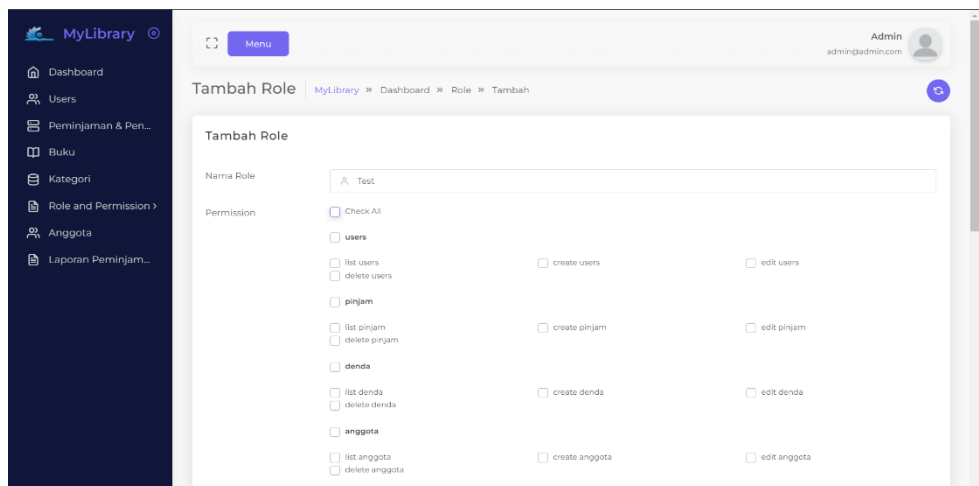 MyLibrary
Dashboard
Users
Peminjaman & Pen...
Buku
Kategori
Role and Permission
Anggota
Laporan Peminjam...
Menu
Admin
admin@admin.com
Tambah Role
MyLibrary » Dashboard » Role » Tambah
Tambah Role
Nama Role
Test
Permission
Check All
users
list users create users edit users
delete users
pinjam
list pinjam create pinjam edit pinjam
delete pinjam
denda
list denda create denda edit denda
delete denda
anggota
list anggota create anggota edit anggota
delete anggota